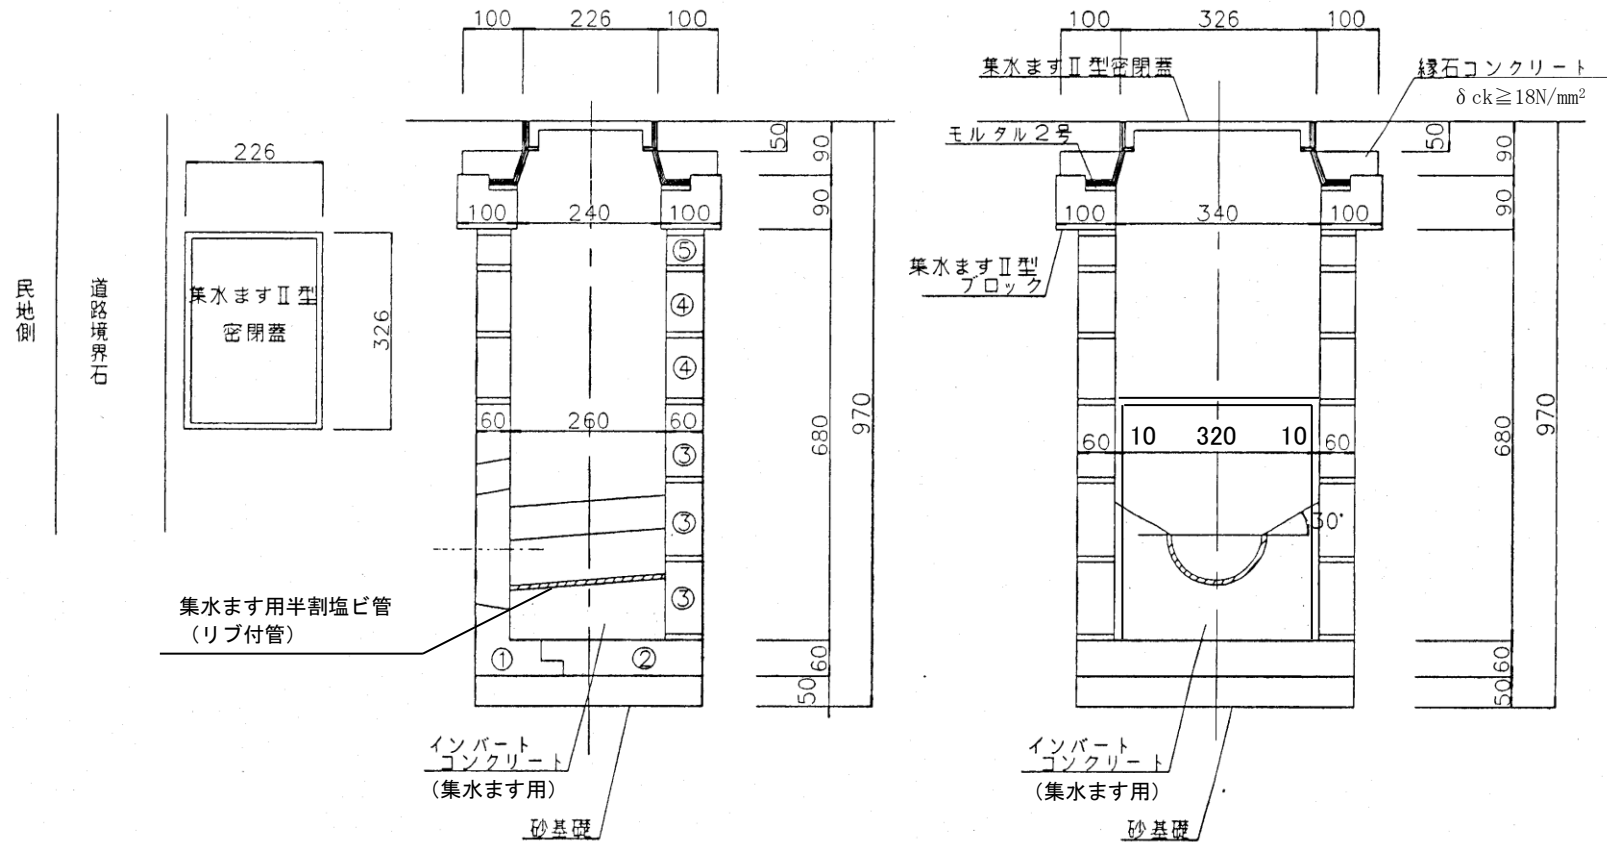 100 226 100
100 326 100
集水ますⅡ型密閉蓋
縁石コンクリート
δck≧18N/mm²
モルタル2号
50
90
50
90
226
民地側
道路境界石
集水ますⅡ型
密閉蓋
326
100 240 100
90
100 340 100
90
集水ますⅡ型
ブロック
⑤
④
④
60 260 60
③
③
③
680
970
60 10 320 10 60
30°
680
970
集水ます用半割塩ビ管
(リブ付管)
① ②
60
50
60
50
インバート
コンクリート
(集水ます用)
砂基礎
インバート
コンクリート
(集水ます用)
砂基礎